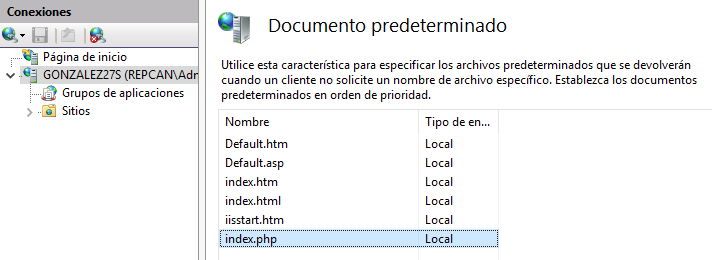 Conexiones
Página de inicio
GONZALEZ27S (REPCAN\Adr
Grupos de aplicaciones
Sitios
Documento predeterminado
Utilice esta característica para especificar los archivos predeterminados que se devolverán
cuando un cliente no solicite un nombre de archivo específico. Establezca los documentos
predeterminados en orden de prioridad.
Nombre Tipo de en...
Default.htm Local
Default.asp Local
index.htm Local
index.html Local
iisstart.htm Local
index.php Local